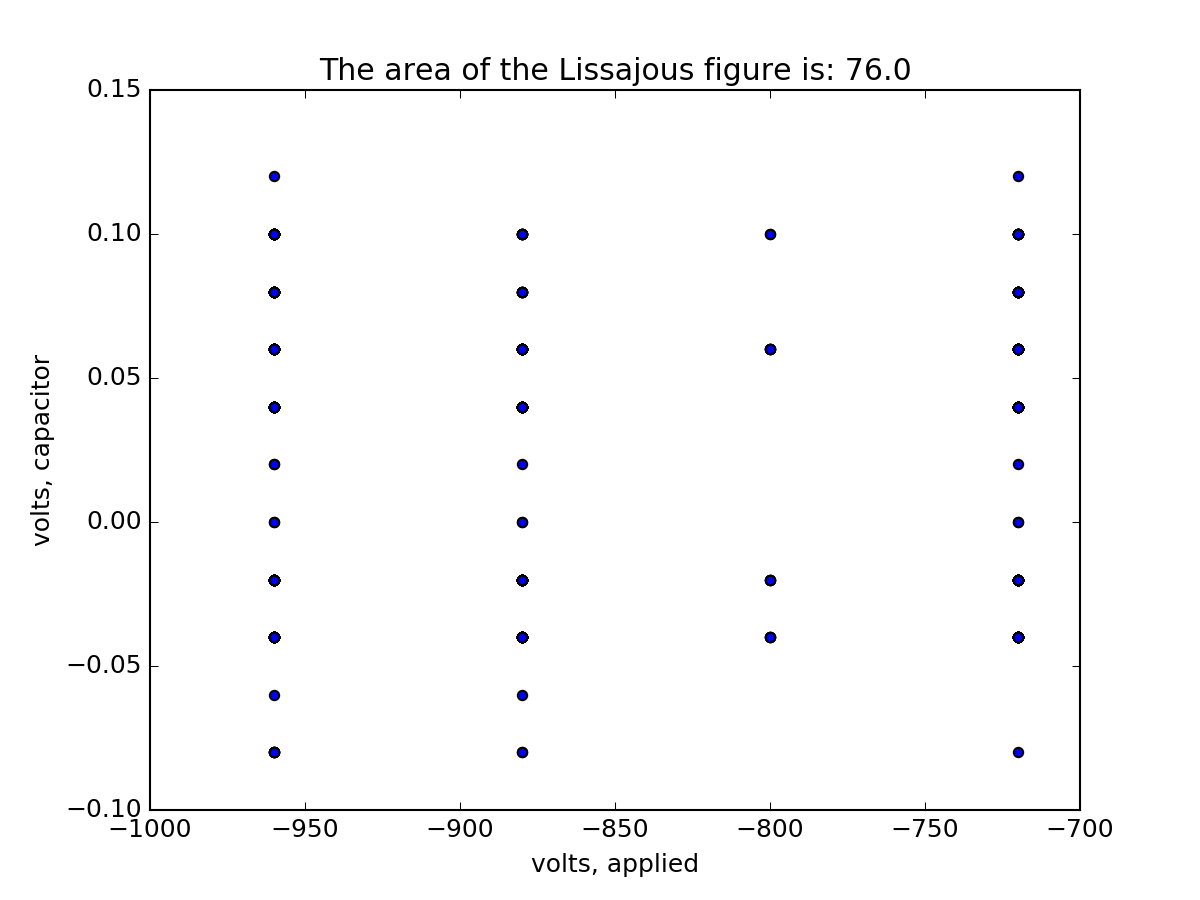 The area of the Lissajous figure is: 76.0
0.15
0.10
0.05
0.00
−0.05
−0.10
volts, capacitor
−1000 −950 −900 −850 −800 −750 −700
volts, applied